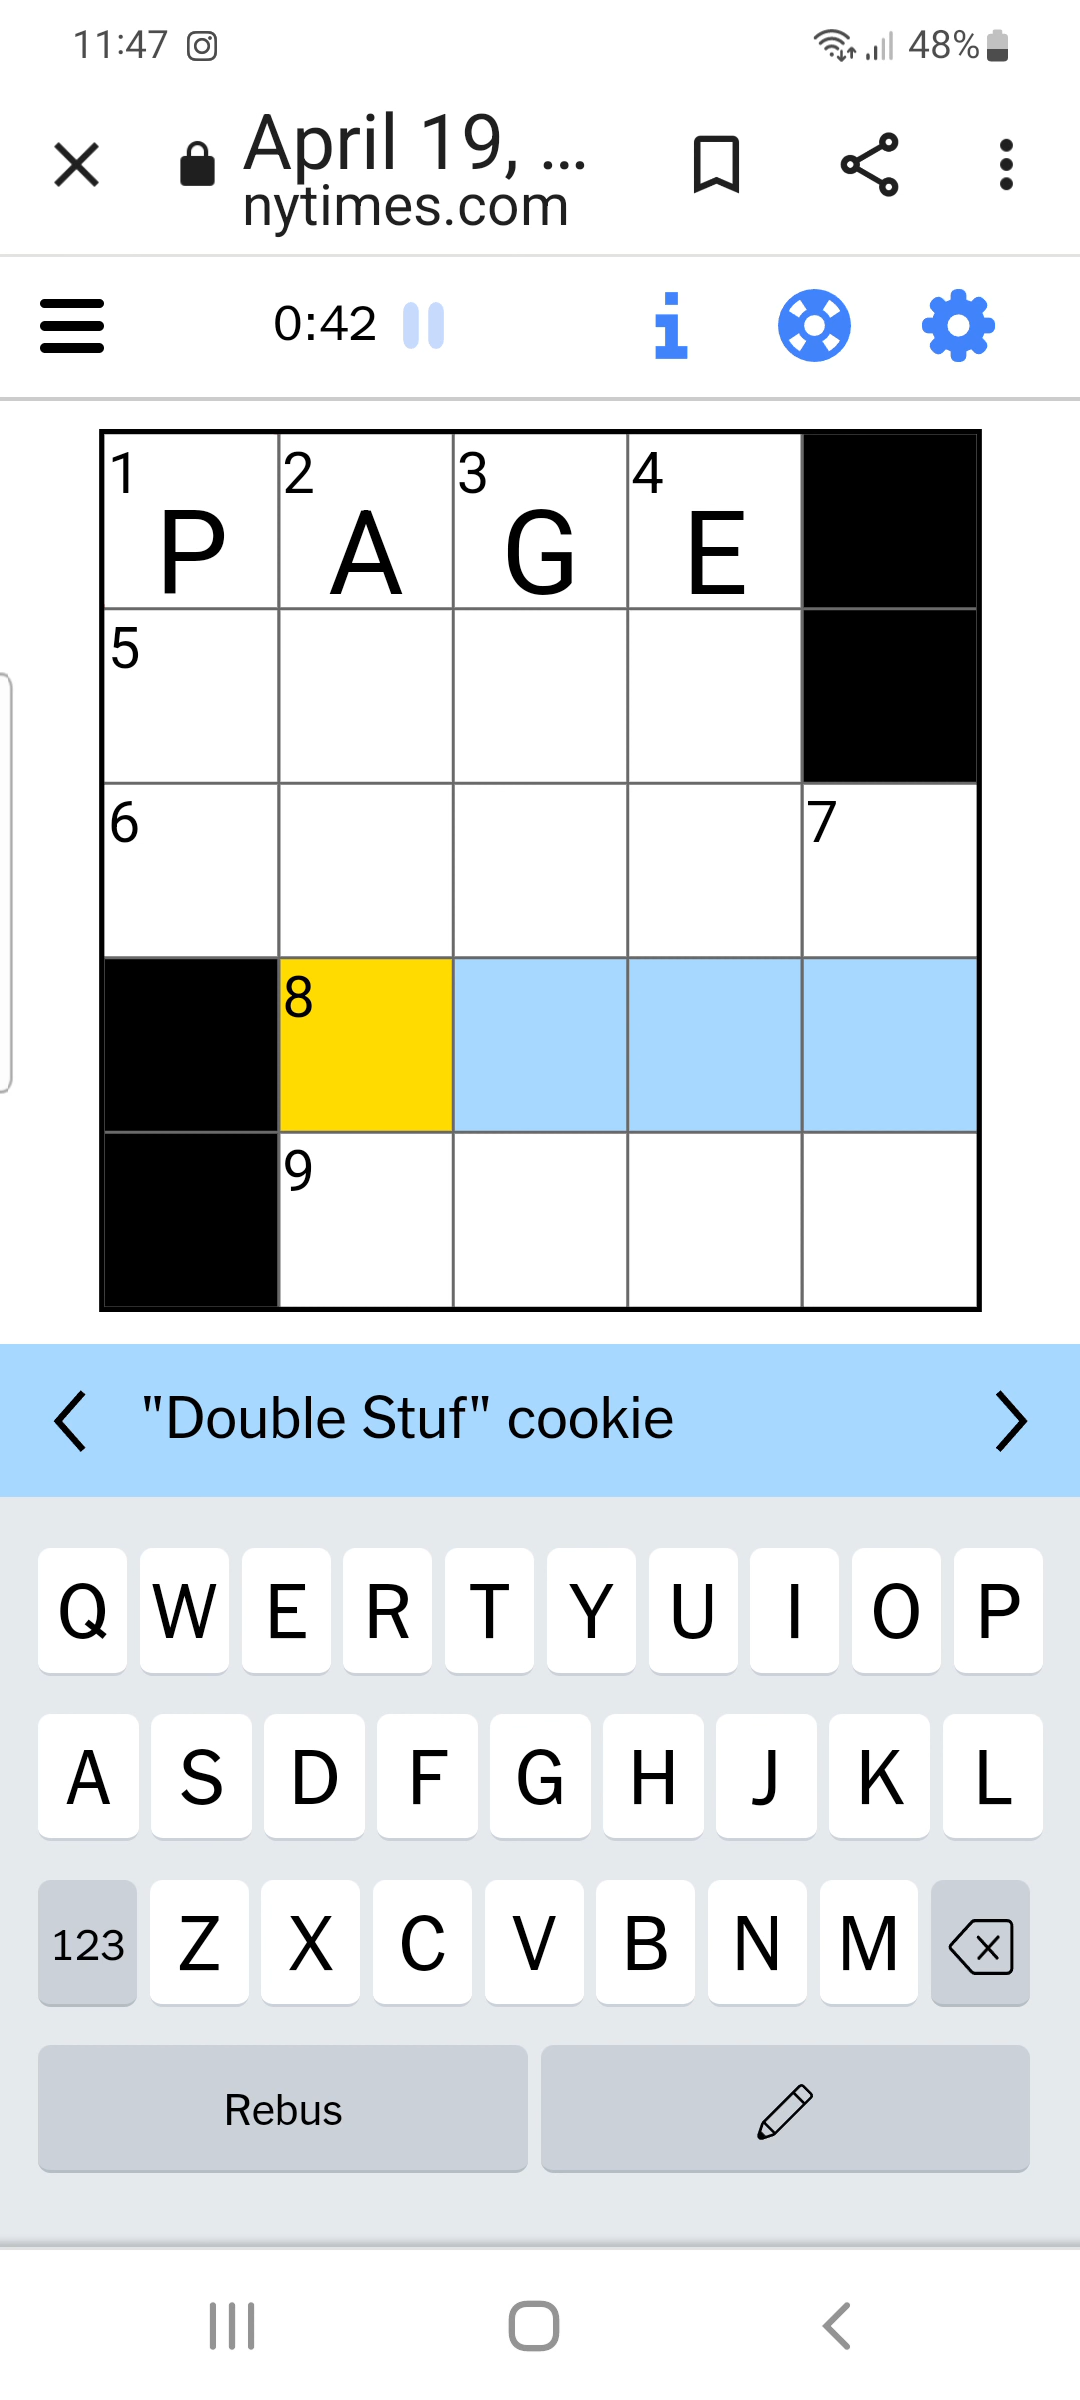 11:47 48%
April 19, ...
nytimes.com
0:42
1 2 3 4
P A G E
5
6 7
8
9
"Double Stuf" cookie
Q W E R T Y U I O P
A S D F G H J K L
123 Z X C V B N M
Rebus